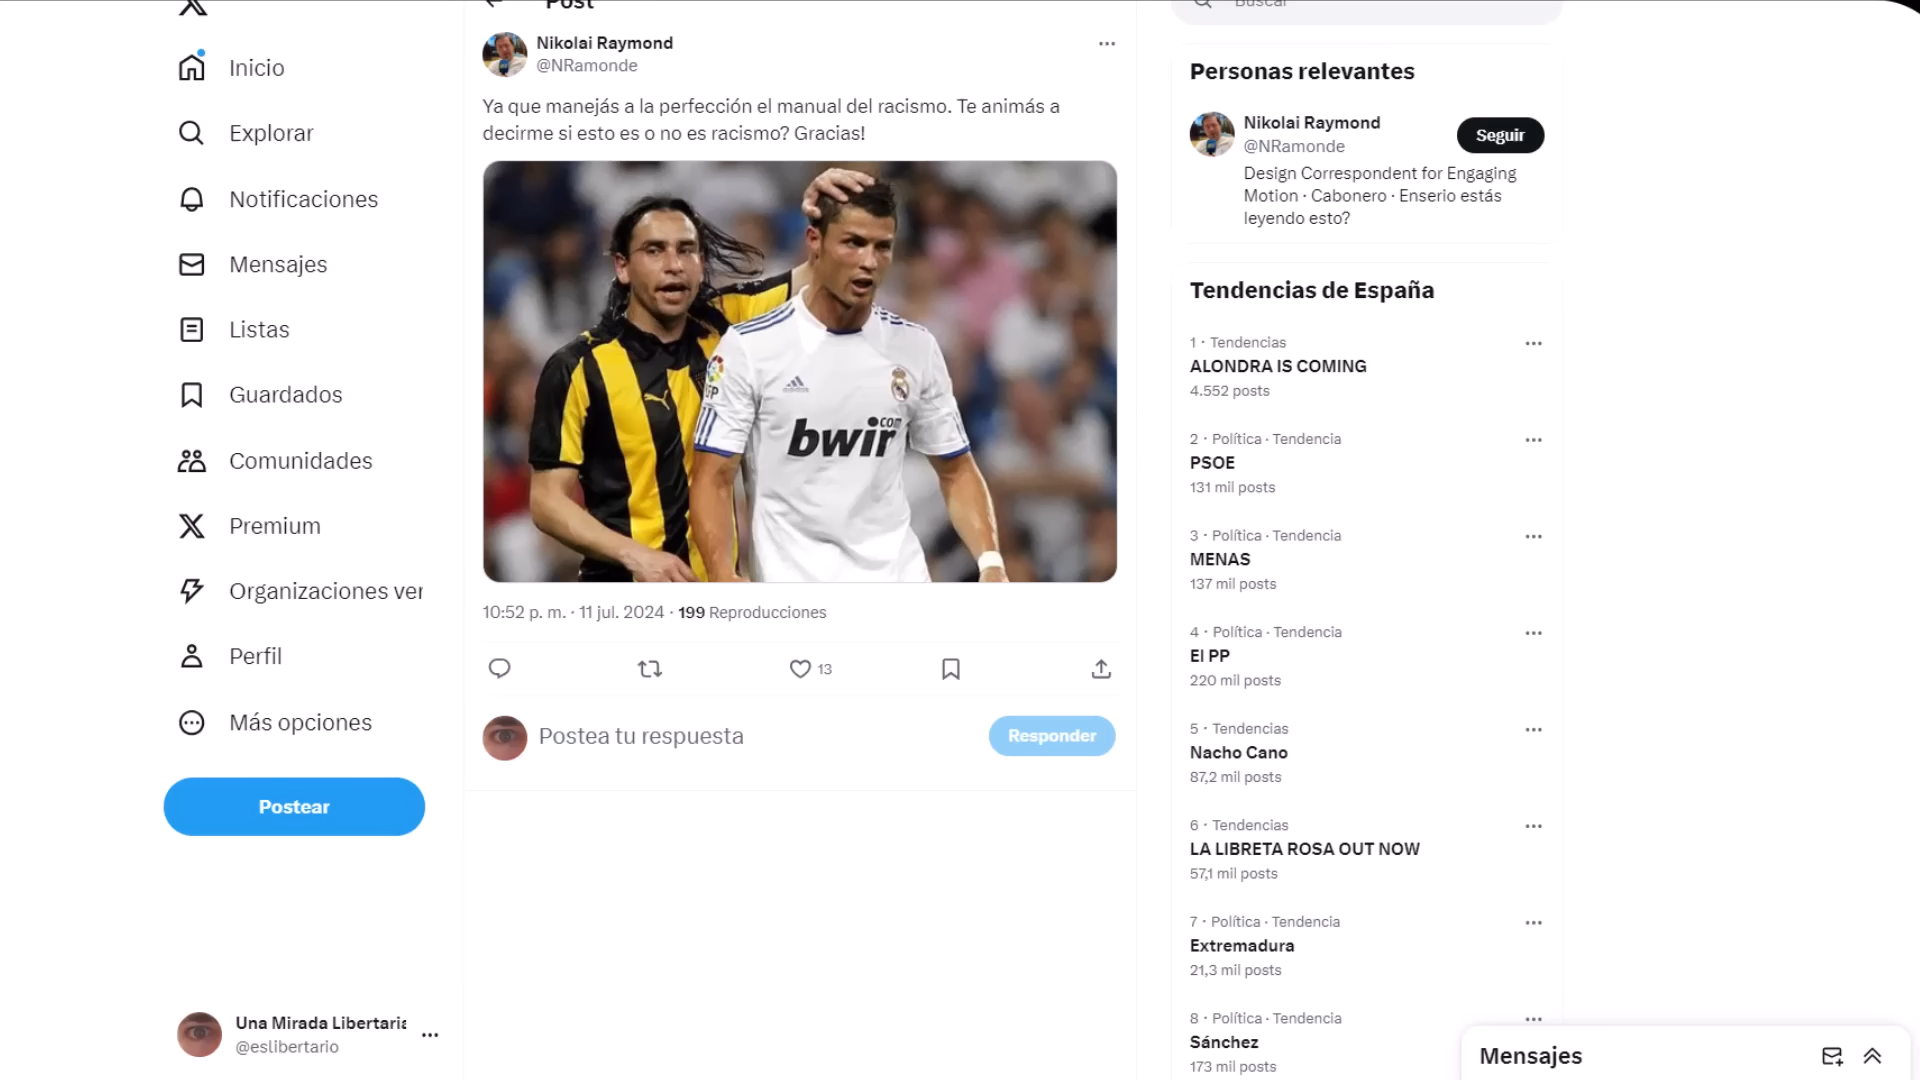 Post
Buscar
Inicio
Explorar
Notificaciones
Mensajes
Listas
Guardados
Comunidades
Premium
Organizaciones ver
Perfil
Más opciones
Postear
Una Mirada Libertaria
@eslibertario
Nikolai Raymond
@NRamonde
Ya que manejás a la perfección el manual del racismo. Te animás a
decirme si esto es o no es racismo? Gracias!
bwin
.com
10:52 p. m. · 11 jul. 2024 · 199 Reproducciones
13
Postea tu respuesta
Responder
Personas relevantes
Nikolai Raymond
@NRamonde
Seguir
Design Correspondent for Engaging
Motion · Cabonero · Enserio estás
leyendo esto?
Tendencias de España
1 · Tendencias
ALONDRA IS COMING
4.552 posts
2 · Política · Tendencia
PSOE
131 mil posts
3 · Política · Tendencia
MENAS
137 mil posts
4 · Política · Tendencia
El PP
220 mil posts
5 · Tendencias
Nacho Cano
87,2 mil posts
6 · Tendencias
LA LIBRETA ROSA OUT NOW
57,1 mil posts
7 · Política · Tendencia
Extremadura
21,3 mil posts
8 · Política · Tendencia
Sánchez
173 mil posts
Mensajes